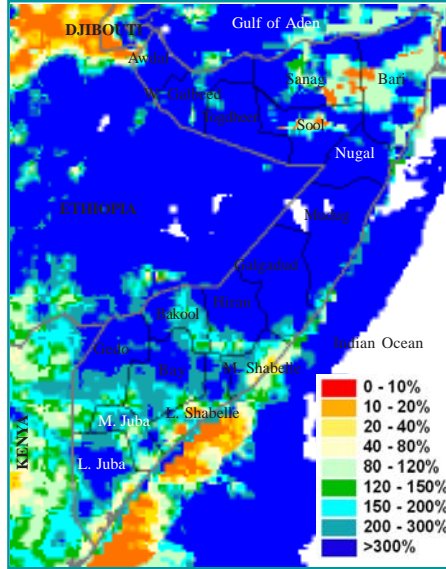 Gulf of Aden
DJIBOUTI
Awdal
Sanag
Bari
W. Galbeed
Togdheer
Sool
Nugal
ETHIOPIA
Mudug
Galgadud
Hiran
Bakool
Indian Ocean
Gedo
Bay
M. Shabelle
L. Shabelle
M. Juba
KENYA
L. Juba
0 - 10%
10 - 20%
20 - 40%
40 - 80%
80 - 120%
120 - 150%
150 - 200%
200 - 300%
>300%